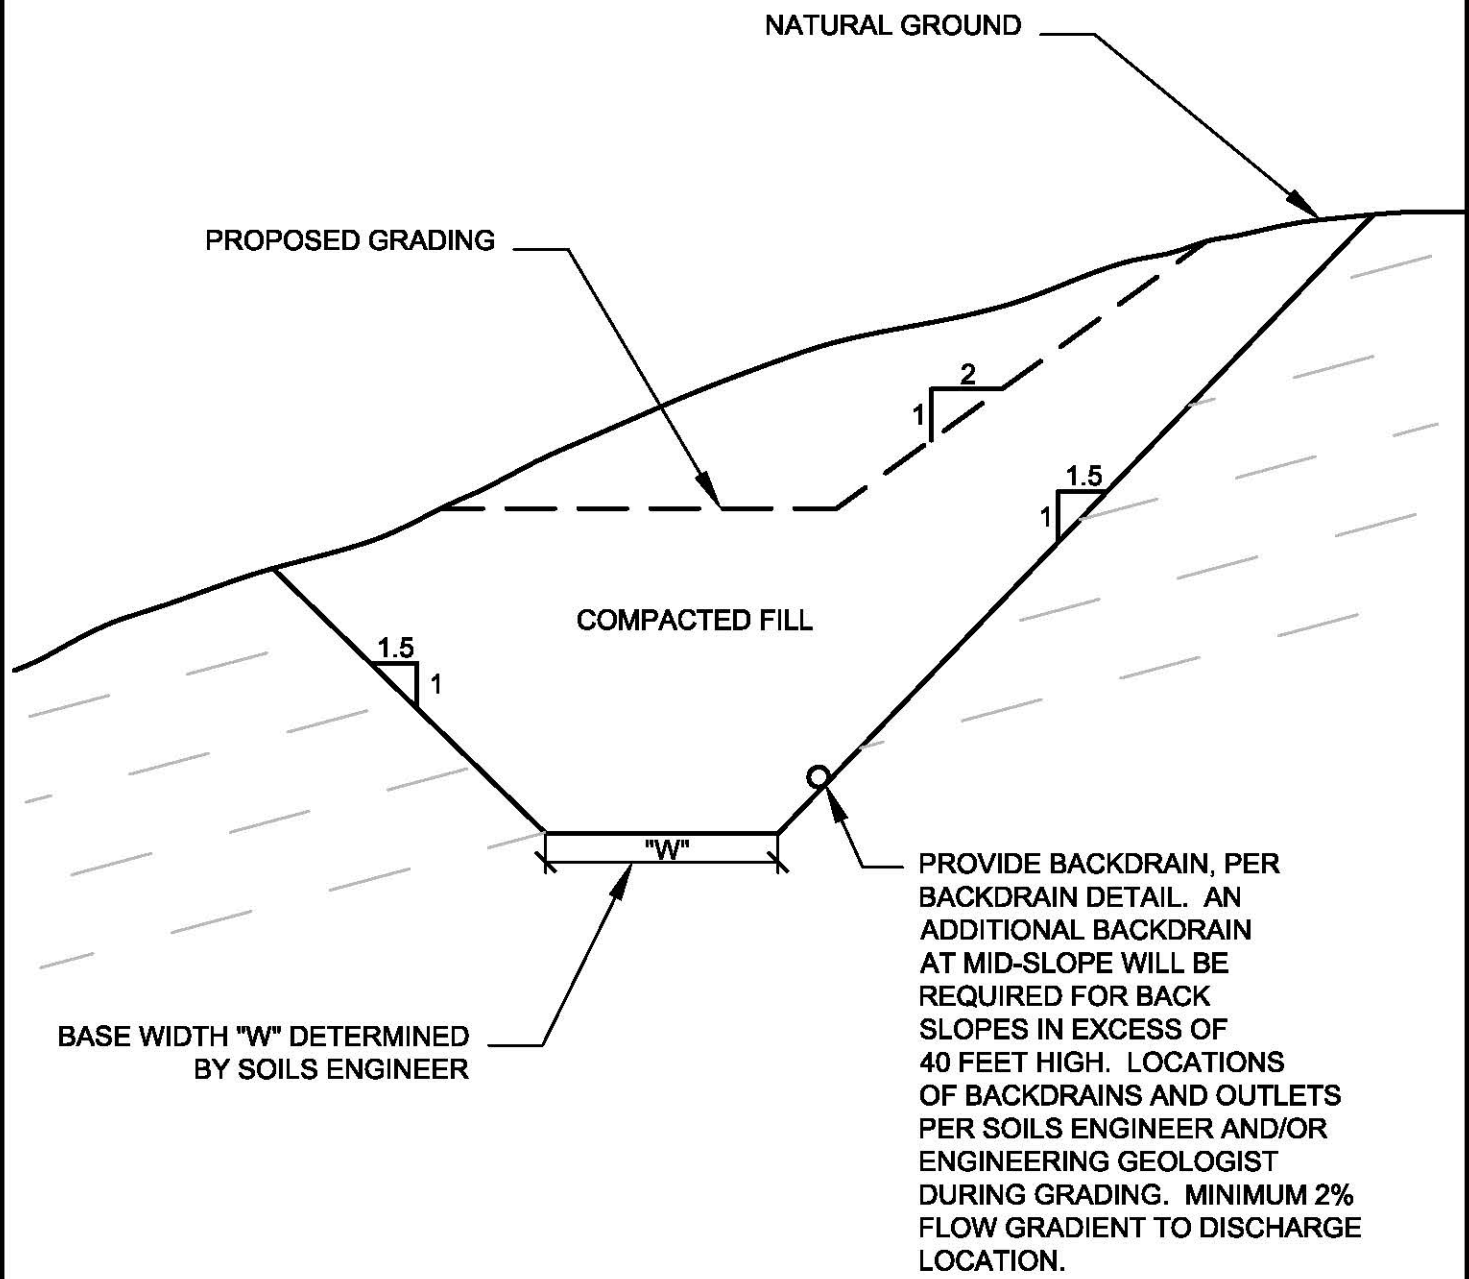 NATURAL GROUND
PROPOSED GRADING
2
1
1.5
1
COMPACTED FILL
1.5
1
"W"
PROVIDE BACKDRAIN, PER
BACKDRAIN DETAIL. AN
ADDITIONAL BACKDRAIN
AT MID-SLOPE WILL BE
REQUIRED FOR BACK
SLOPES IN EXCESS OF
40 FEET HIGH. LOCATIONS
OF BACKDRAINS AND OUTLETS
PER SOILS ENGINEER AND/OR
ENGINEERING GEOLOGIST
DURING GRADING. MINIMUM 2%
FLOW GRADIENT TO DISCHARGE
LOCATION.
BASE WIDTH "W" DETERMINED
BY SOILS ENGINEER